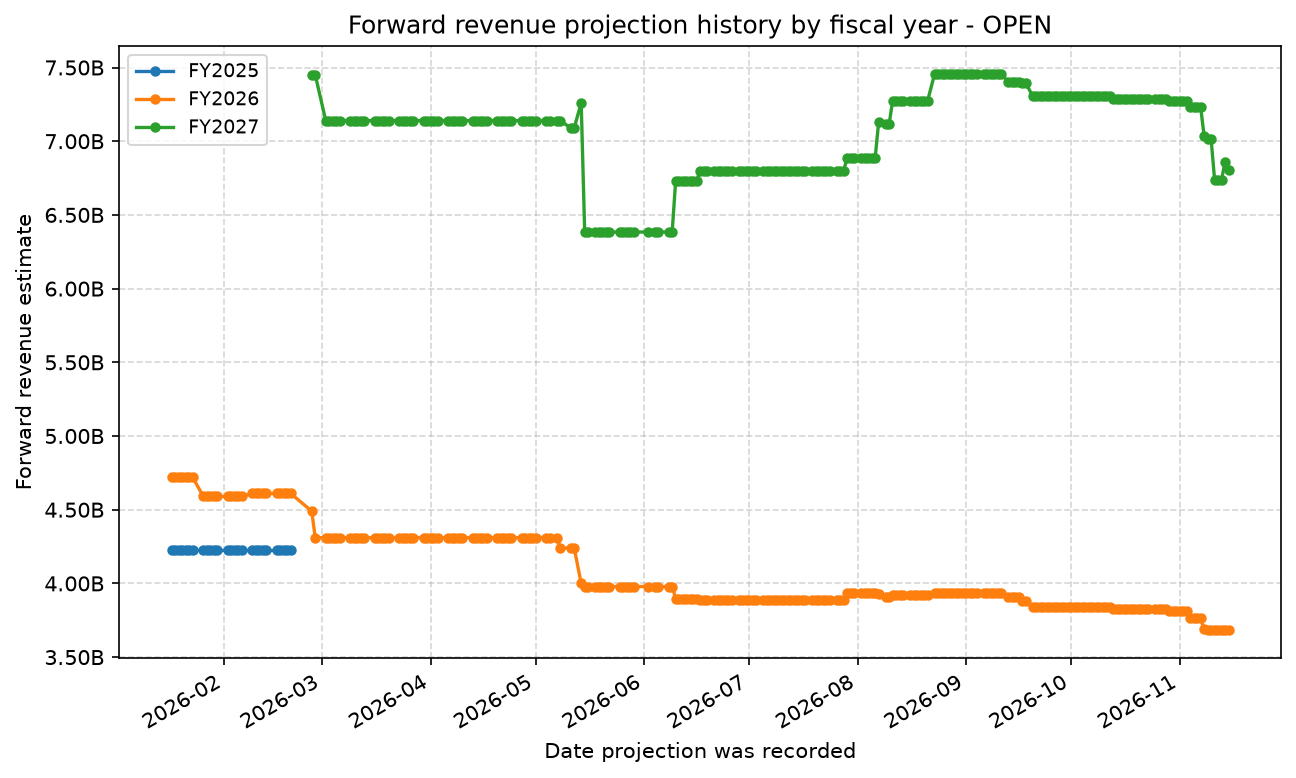 Forward revenue projection history by fiscal year - OPEN
FY2025
FY2026
FY2027
Forward revenue estimate
7.50B
7.00B
6.50B
6.00B
5.50B
5.00B
4.50B
4.00B
3.50B
2026-02
2026-03
2026-04
2026-05
2026-06
2026-07
2026-08
2026-09
2026-10
2026-11
Date projection was recorded